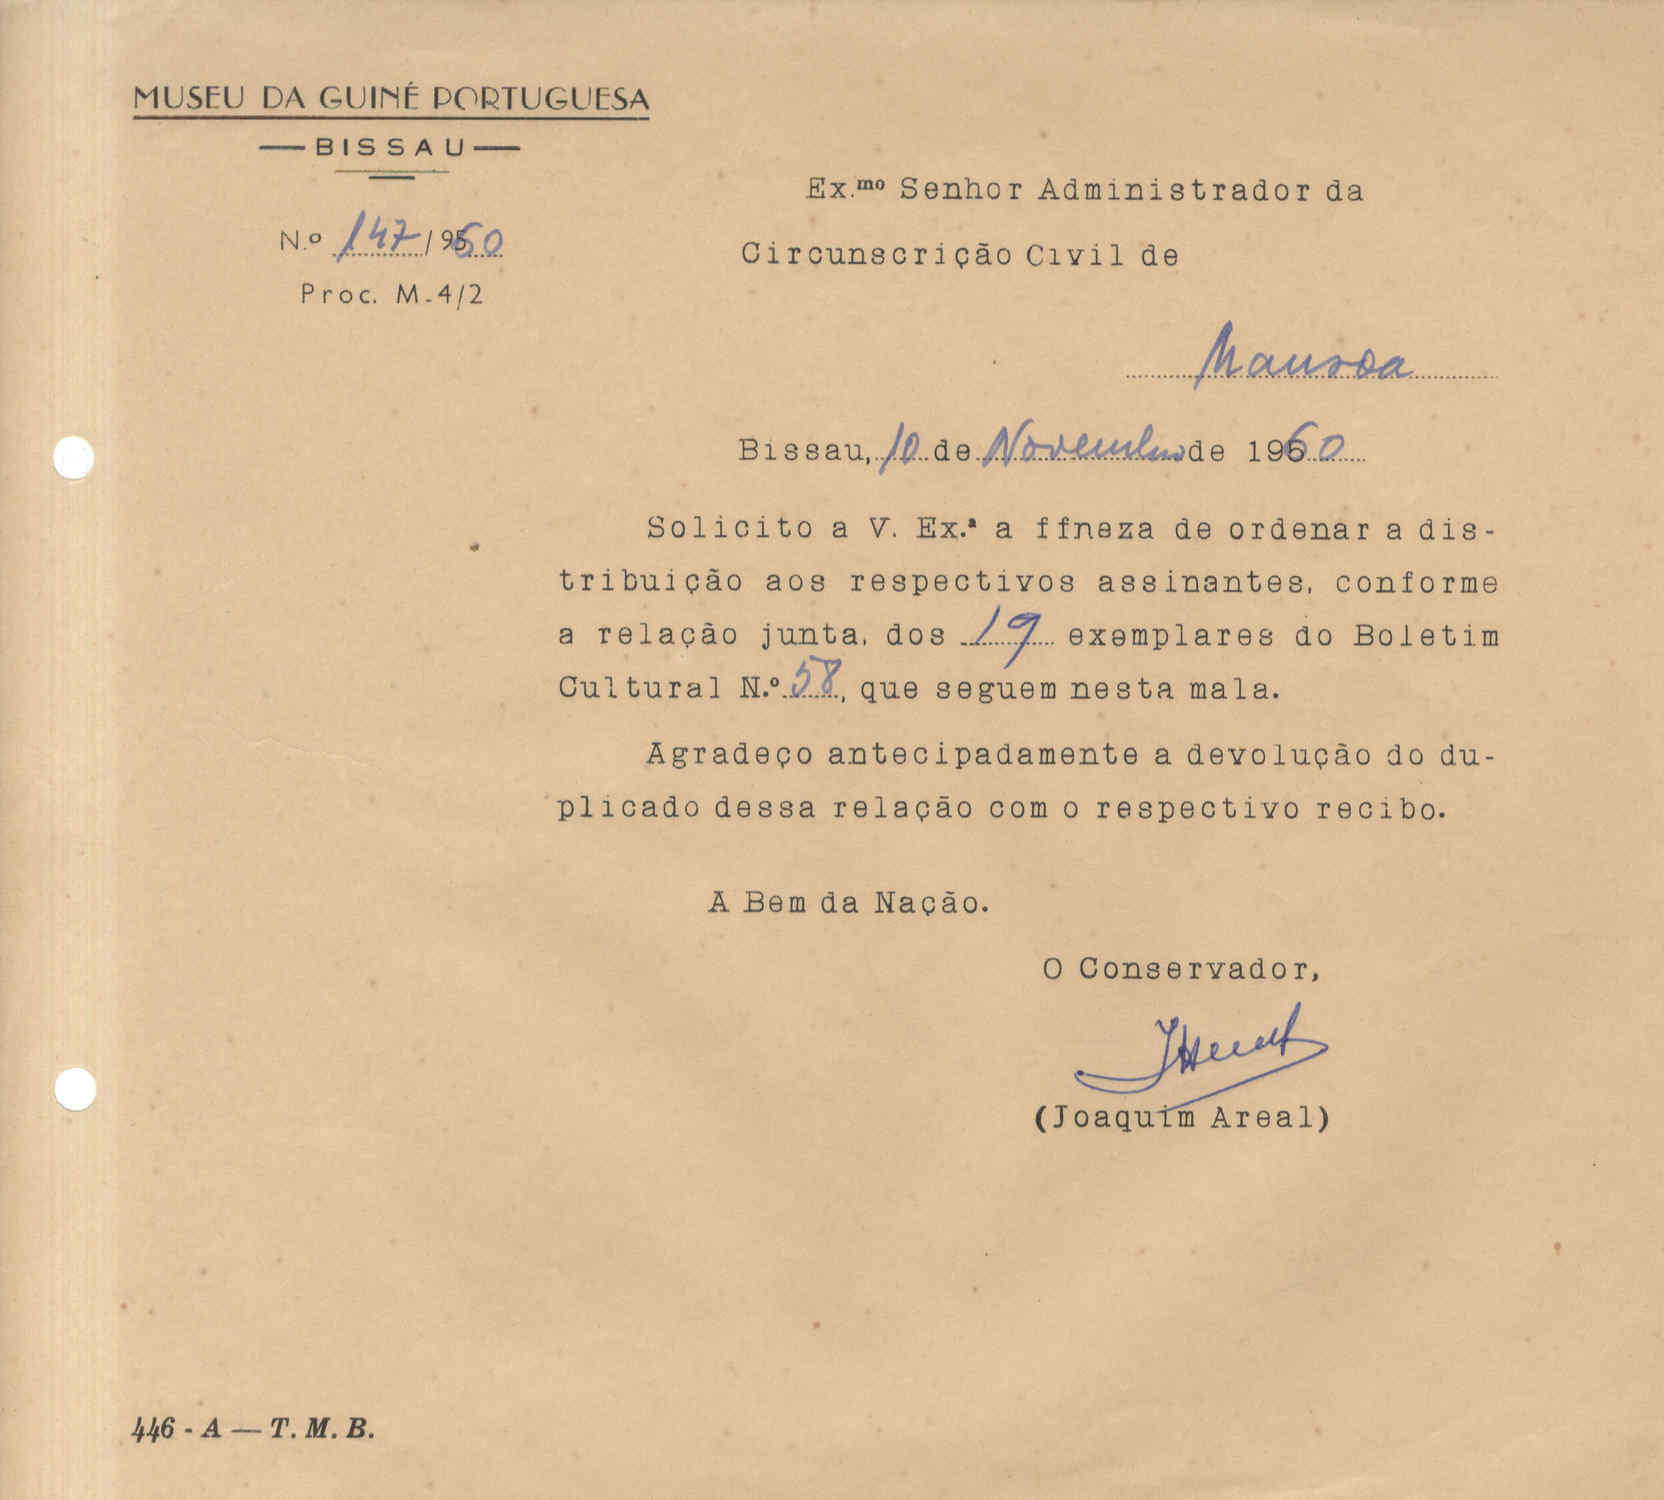 MUSEU DA GUINÉ PORTUGUESA
BISSAU
N.º 147/960
Proc. M-4/2
Ex.mo Senhor Administrador da
Circunscrição Civil de
Mansoa
Bissau, 10 de Novembro de 1960
Solicito a V. Ex.ª a ffneza de ordenar a dis-
tribuição aos respectivos assinantes, conforme
a relação junta, dos 19 exemplares do Boletim
Cultural N.º 58, que seguem nesta mala.
Agradeço antecipadamente a devolução do du-
plicado dessa relação com o respectivo recibo.
A Bem da Nação.
O Conservador,
(Joaquim Areal)
446 - A — T. M. B.